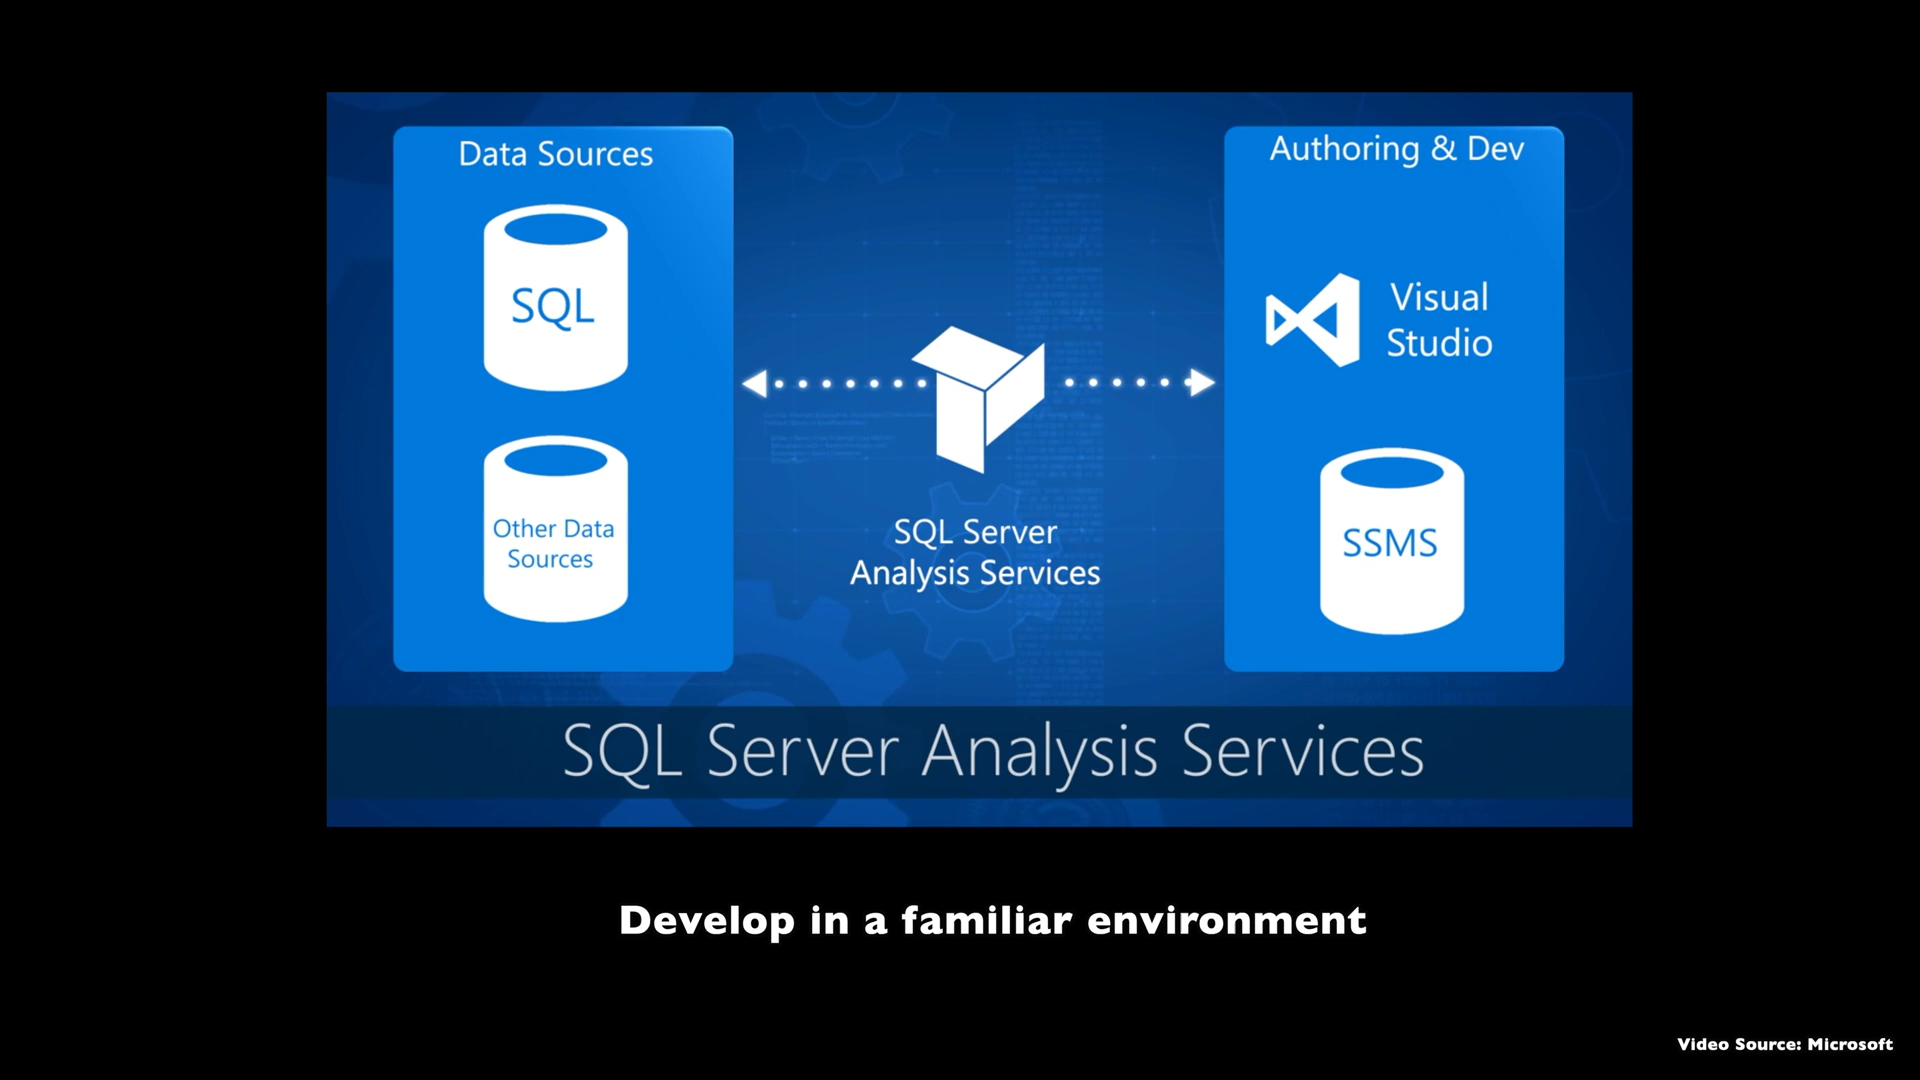 Data Sources
SQL
Other Data
Sources
SQL Server
Analysis Services
Authoring & Dev
Visual
Studio
SSMS
SQL Server Analysis Services
Develop in a familiar environment
Video Source: Microsoft